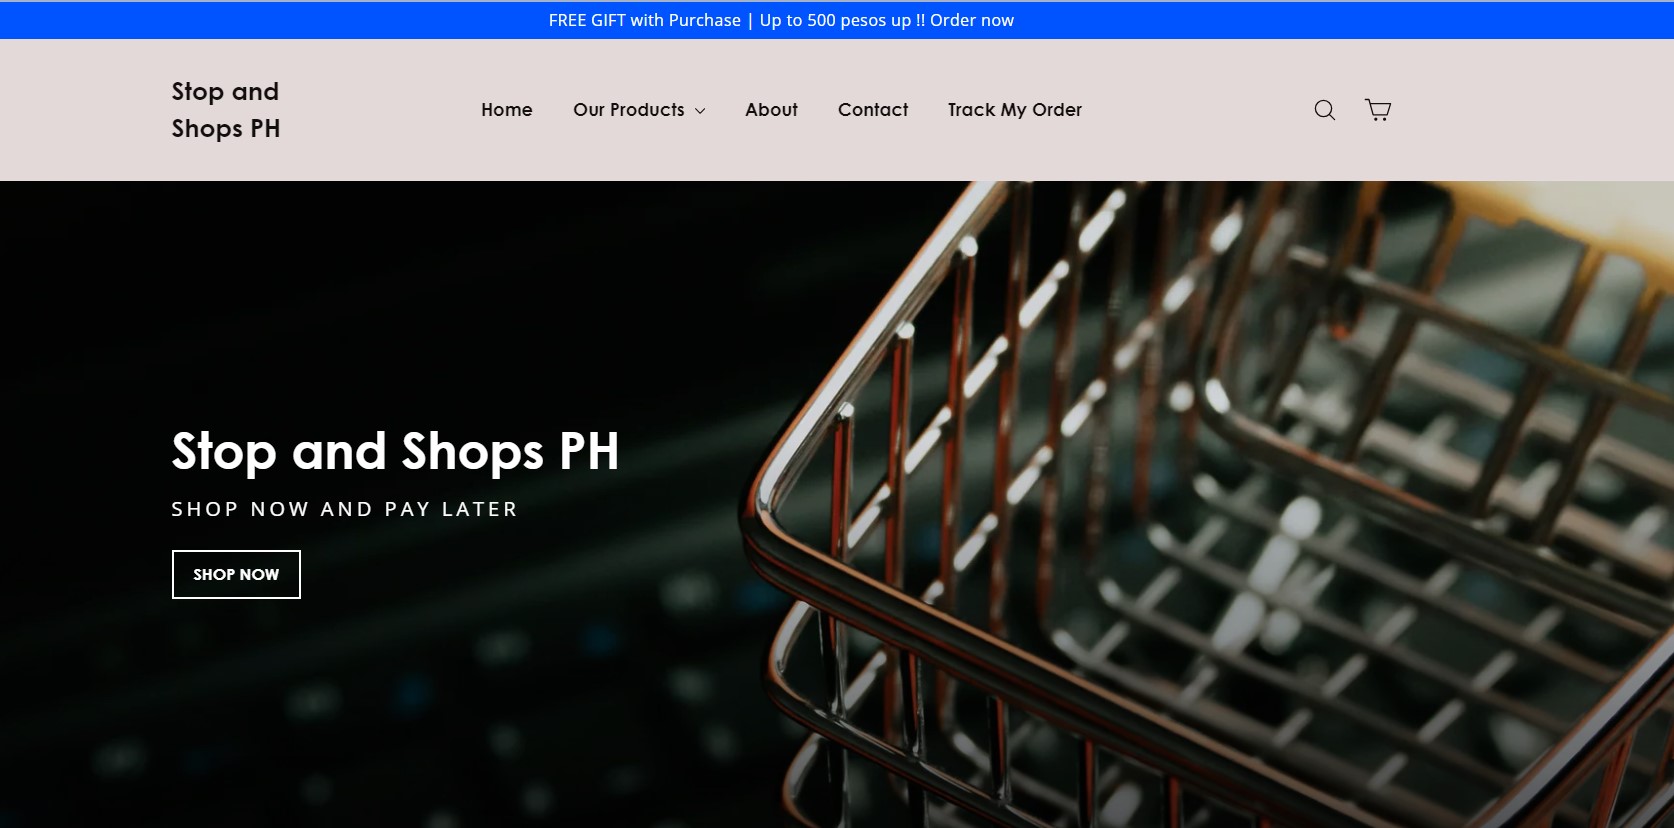 FREE GIFT with Purchase | Up to 500 pesos up !! Order now
Stop and
Shops PH
Home
Our Products
About
Contact
Track My Order
Stop and Shops PH
SHOP NOW AND PAY LATER
SHOP NOW